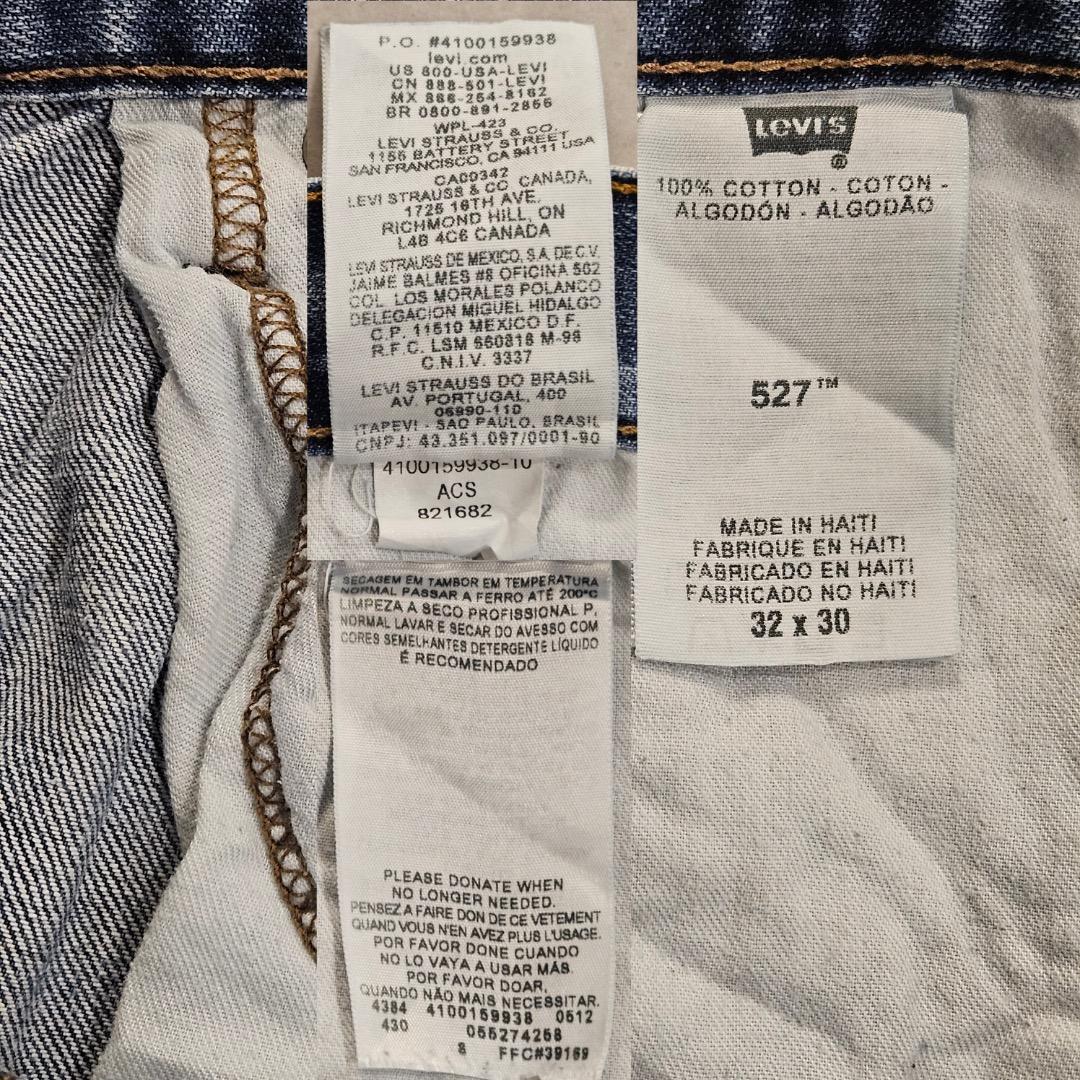 P.O. #4100159938
levi.com
US 800-USA-LEVI
CN 888-501-LEVI
MX 866-254-8162
BR 0800-891-2855
WPL-423
LEVI STRAUSS & CO.
1155 BATTERY STREET
SAN FRANCISCO, CA 94111 USA
CA00342
LEVI STRAUSS & CO CANADA,
1725 16TH AVE.
RICHMOND HILL, ON
L4B 4C6 CANADA
LEVI STRAUSS DE MEXICO, S.A. DE C.V.
JAIME BALMES #8 OFICINA 502
COL. LOS MORALES POLANCO
DELEGACION MIGUEL HIDALGO
C.P. 11510 MEXICO D.F.
R.F.C. LSM 660818 M-98
C.N.I.V. 3337
LEVI STRAUSS DO BRASIL
AV. PORTUGAL, 400
06690-110
ITAPEVI - SAO PAULO, BRASIL
CNPJ: 43.351.097/0001-90
4100159938-10
ACS
821682
SECAGEM EM TAMBOR EM TEMPERATURA
NORMAL PASSAR A FERRO ATÉ 200°C
LIMPEZA A SECO PROFISSIONAL P,
NORMAL LAVAR E SECAR DO AVESSO COM
CORES SEMELHANTES DETERGENTE LÍQUIDO
É RECOMENDADO
PLEASE DONATE WHEN
NO LONGER NEEDED.
PENSEZ A FAIRE DON DE CE VETEMENT
QUAND VOUS N'EN AVEZ PLUS L'USAGE.
POR FAVOR DONE CUANDO
NO LO VAYA A USAR MÁS.
POR FAVOR DOAR,
QUANDO NÃO MAIS NECESSITAR.
4384 4100159938 0512
430 055274258
8 FFC#39169
LEVI'S
®
100% COTTON - COTON -
ALGODÓN - ALGODÃO
527™
MADE IN HAITI
FABRIQUE EN HAITI
FABRICADO EN HAITI
FABRICADO NO HAITI
32 x 30